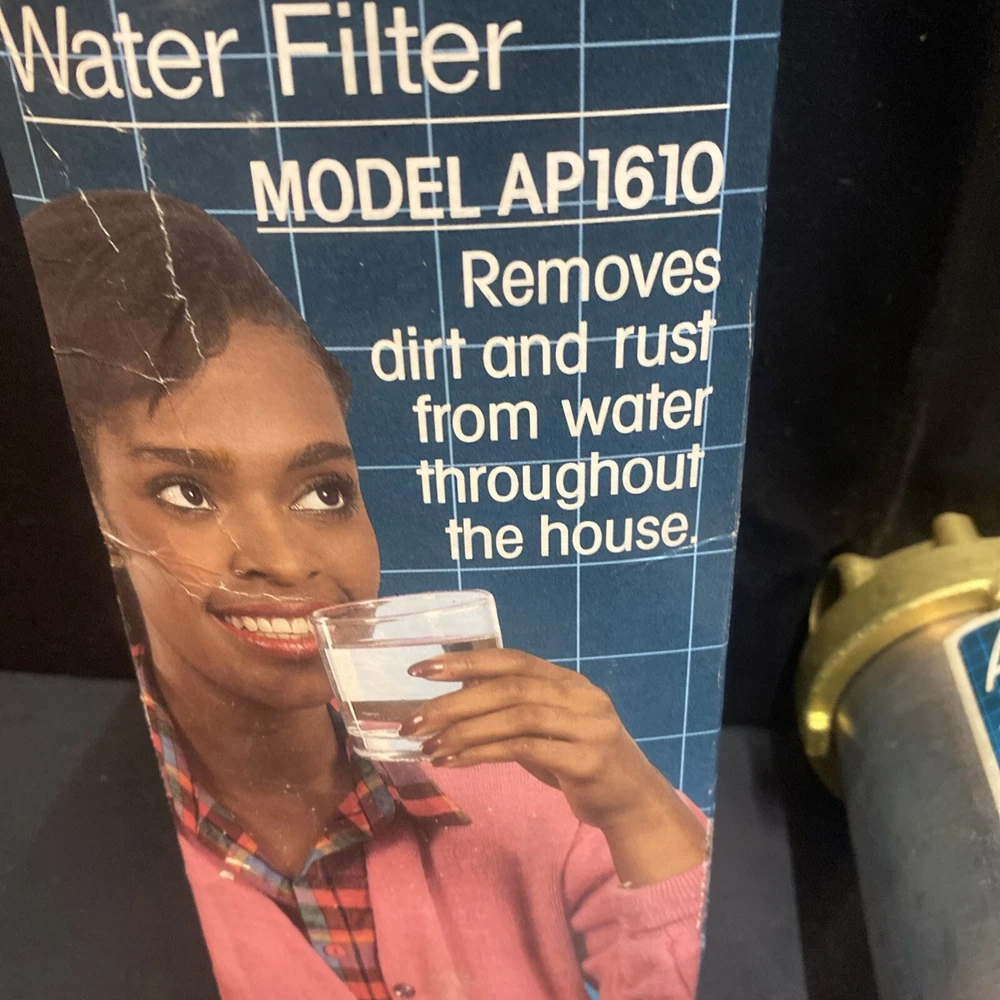 Water Filter
MODEL AP1610
Removes
dirt and rust
from water
throughout
the house.